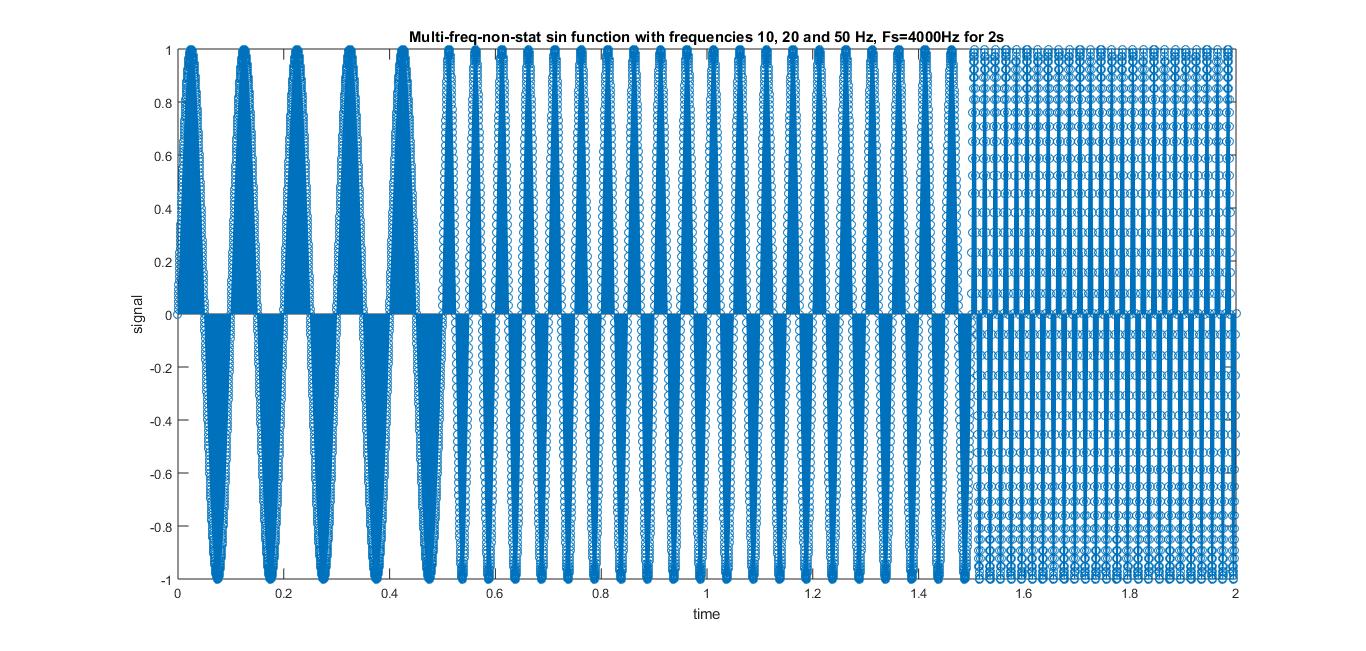 Multi-freq-non-stat sin function with frequencies 10, 20 and 50 Hz, Fs=4000Hz for 2s
1
0.8
0.6
0.4
0.2
0
-0.2
-0.4
-0.6
-0.8
-1
signal
0 0.2 0.4 0.6 0.8 1 1.2 1.4 1.6 1.8 2
time